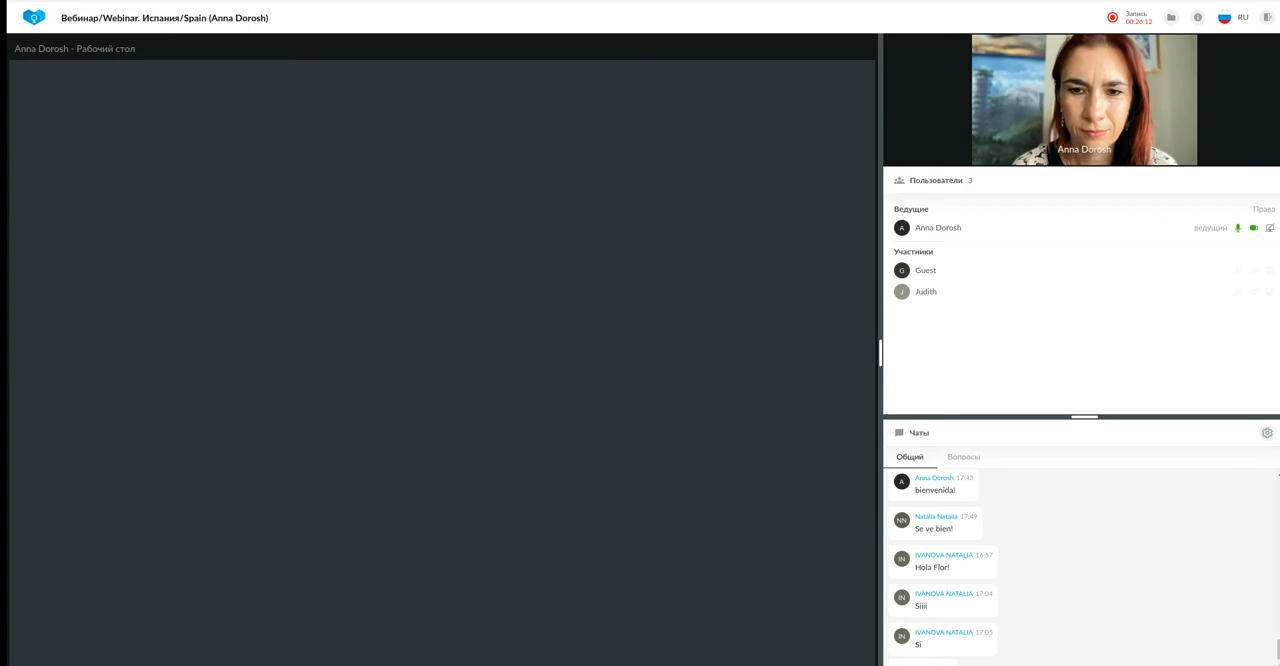 Вебинар/Webinar. Испания/Spain (Anna Dorosh)
Запись
00:26:12
RU
Anna Dorosh - Рабочий стол
Anna Dorosh
Пользователи 3
Ведущие Права
A Anna Dorosh ведущий
Участники
G Guest
J Judith
Чаты
Общий Вопросы
A Anna Dorosh 17:43
bienvenida!
NN Natalia Natalia 17:49
Se ve bien!
IN IVANOVA NATALIA 16:57
Hola Flor!
IN IVANOVA NATALIA 17:04
Siiii
IN IVANOVA NATALIA 17:05
Si